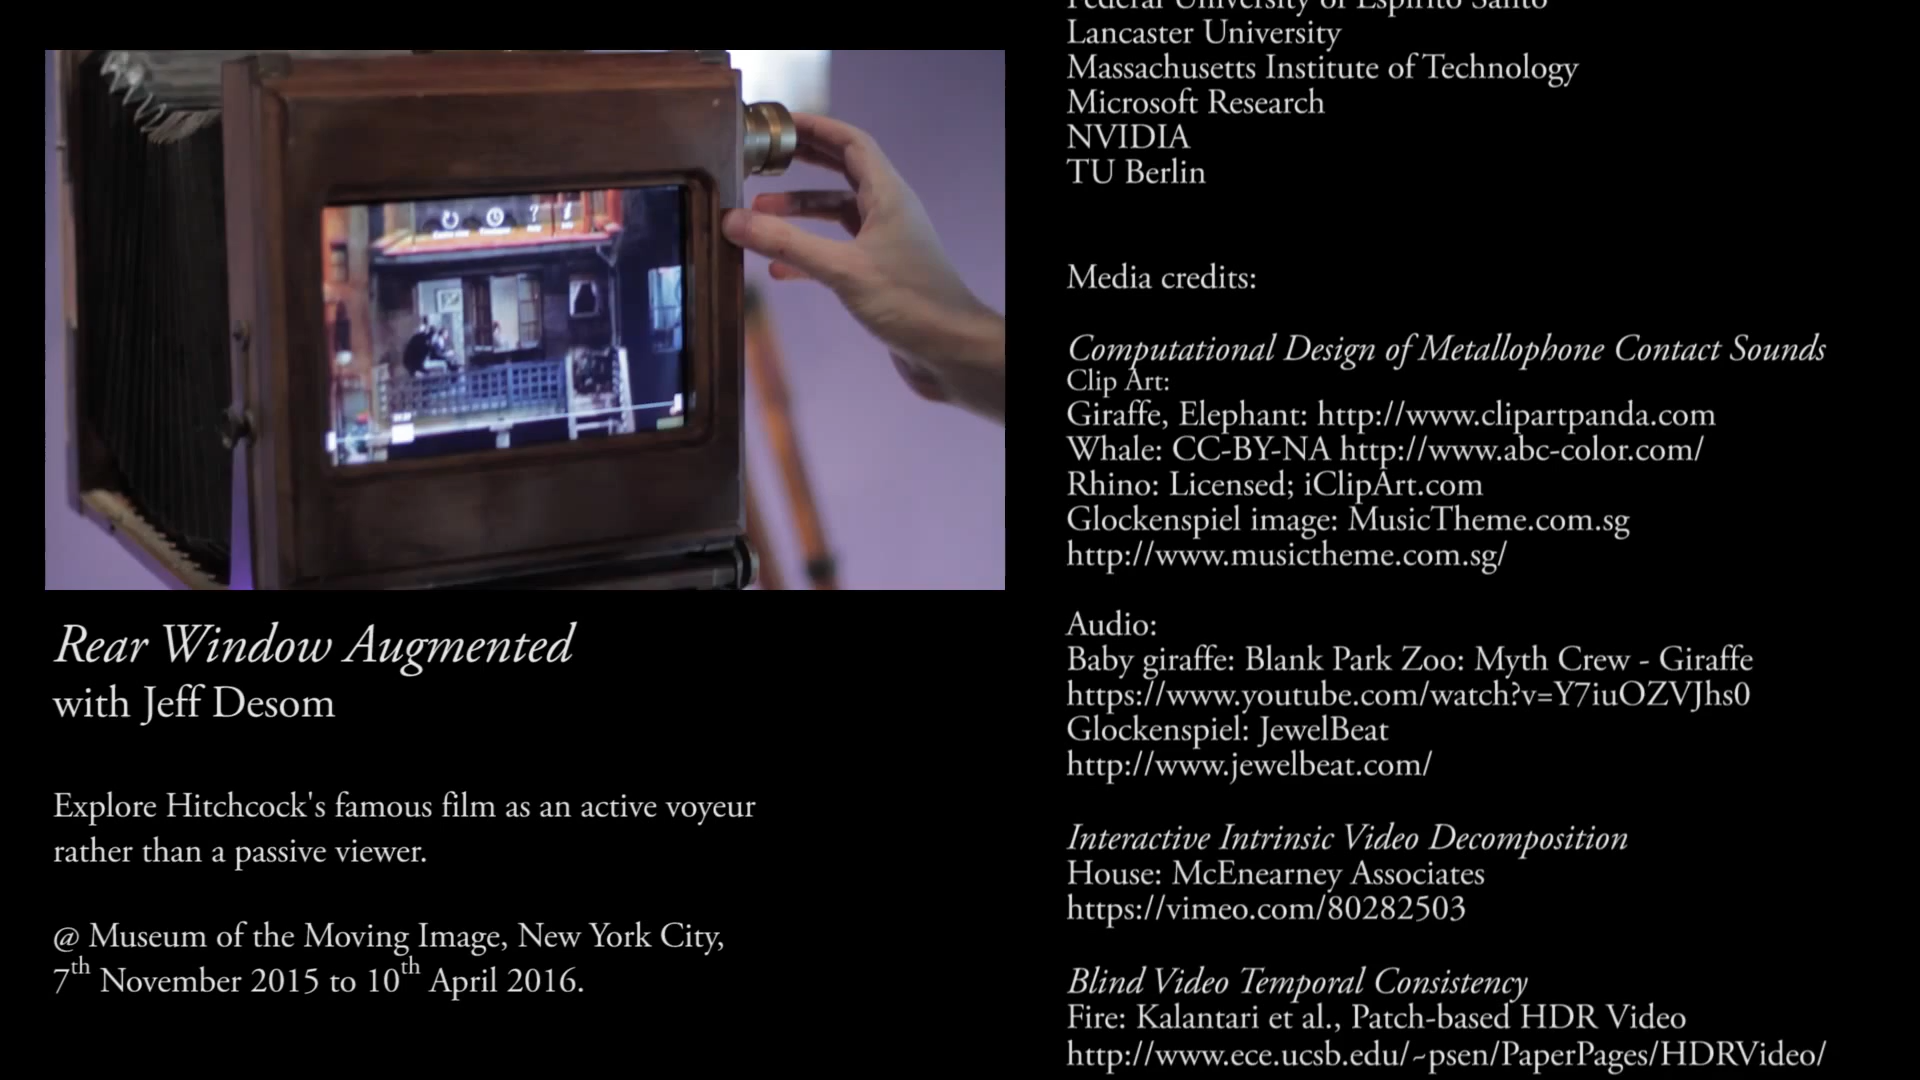 Rear Window Augmented
with Jeff Desom
Explore Hitchcock's famous film as an active voyeur
rather than a passive viewer.
@ Museum of the Moving Image, New York City,
7th November 2015 to 10th April 2016.
Federal University of Espírito Santo
Lancaster University
Massachusetts Institute of Technology
Microsoft Research
NVIDIA
TU Berlin
Media credits:
Computational Design of Metallophone Contact Sounds
Clip Art:
Giraffe, Elephant: http://www.clipartpanda.com
Whale: CC-BY-NA http://www.abc-color.com/
Rhino: Licensed; iClipArt.com
Glockenspiel image: MusicTheme.com.sg
http://www.musictheme.com.sg/
Audio:
Baby giraffe: Blank Park Zoo: Myth Crew - Giraffe
https://www.youtube.com/watch?v=Y7iuOZVJhs0
Glockenspiel: JewelBeat
http://www.jewelbeat.com/
Interactive Intrinsic Video Decomposition
House: McEnearney Associates
https://vimeo.com/80282503
Blind Video Temporal Consistency
Fire: Kalantari et al., Patch-based HDR Video
http://www.ece.ucsb.edu/~psen/PaperPages/HDRVideo/